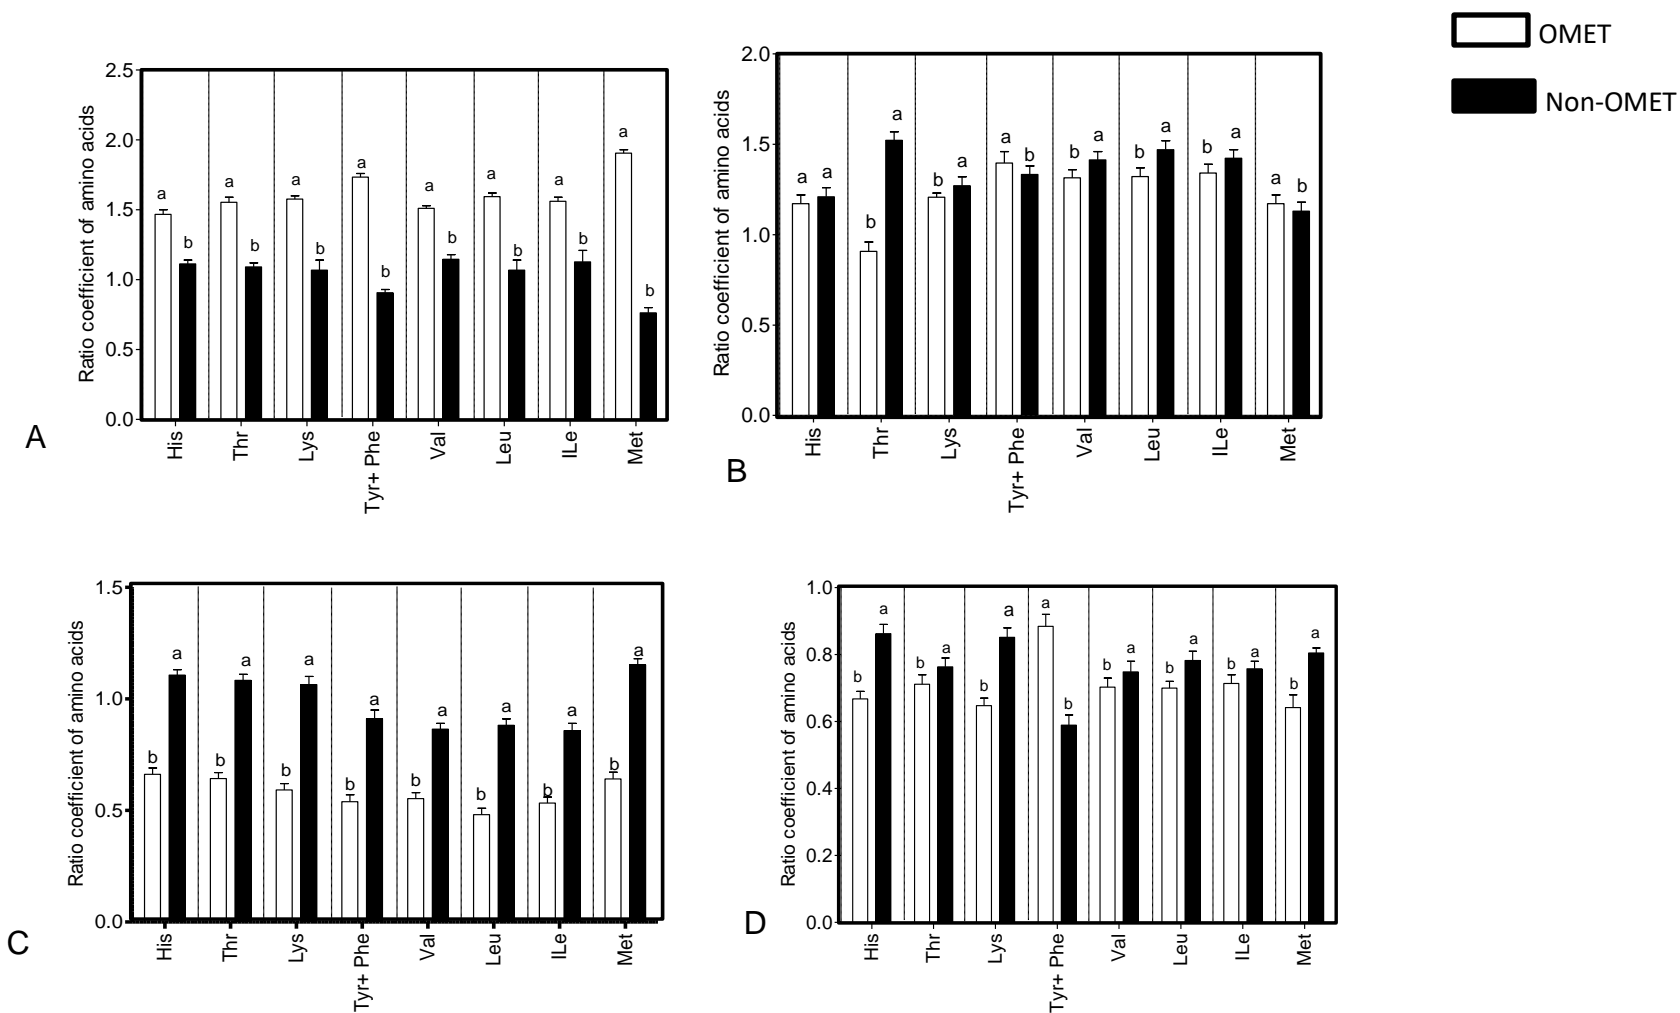 OMET
Non-OMET
Ratio coefficient of amino acids
2.5
2.0
1.5
1.0
0.5
0.0
a
b
a
b
a
b
a
b
a
b
a
b
a
b
a
b
His
Thr
Lys
Tyr+ Phe
Val
Leu
ILe
Met
A
Ratio coefficient of amino acids
2.0
1.5
1.0
0.5
0.0
a
a
b
a
b
a
a
b
b
a
b
a
b
a
a
b
His
Thr
Lys
Tyr+ Phe
Val
Leu
ILe
Met
B
Ratio coefficient of amino acids
1.5
1.0
0.5
0.0
b
a
b
a
b
a
b
a
b
a
b
a
b
a
b
a
His
Thr
Lys
Tyr+ Phe
Val
Leu
ILe
Met
C
Ratio coefficient of amino acids
1.0
0.8
0.6
0.4
0.2
0.0
b
a
b
a
b
a
a
b
b
a
b
a
b
a
b
a
His
Thr
Lys
Tyr+ Phe
Val
Leu
ILe
Met
D